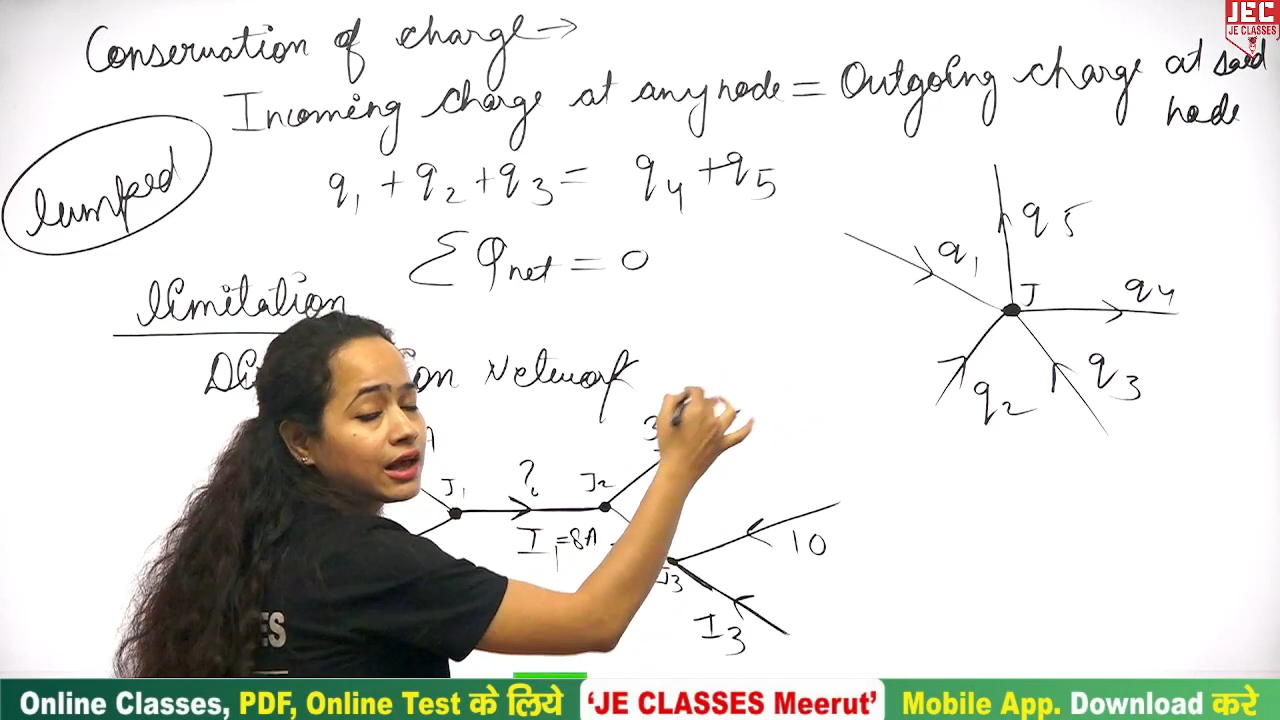 JEC
JE CLASSES
Conservation of charge →
Incoming charge at any node = Outgoing charge at said node
lumped
q1 + q2 + q3 = q4 + q5
Σ Qnet = 0
limitation
Network
J1
?
J2
3
I1 = 8A
J3
10
I3
q1
q5
J
q4
q2
q3
ES
Online Classes, PDF, Online Test के लिये 'JE CLASSES Meerut' Mobile App. Download करे